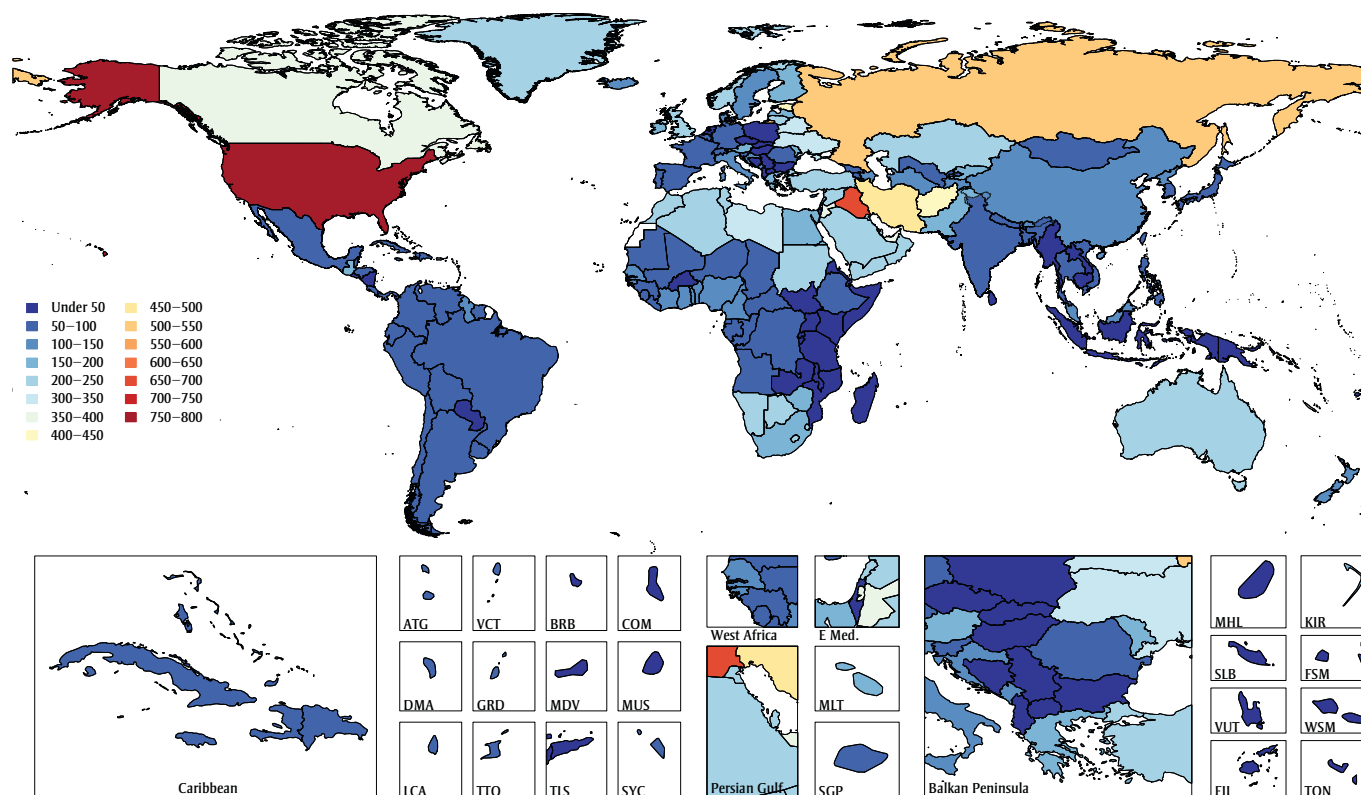 Under 50
50–100
100–150
150–200
200–250
300–350
350–400
400–450
450–500
500–550
550–600
600–650
650–700
700–750
750–800
Caribbean
ATG
VCT
BRB
COM
DMA
GRD
MDV
MUS
LCA
TTO
TLS
SYC
West Africa
E Med.
Persian Gulf
MLT
SGP
Balkan Peninsula
MHL
KIR
SLB
FSM
VUT
WSM
FJI
TON